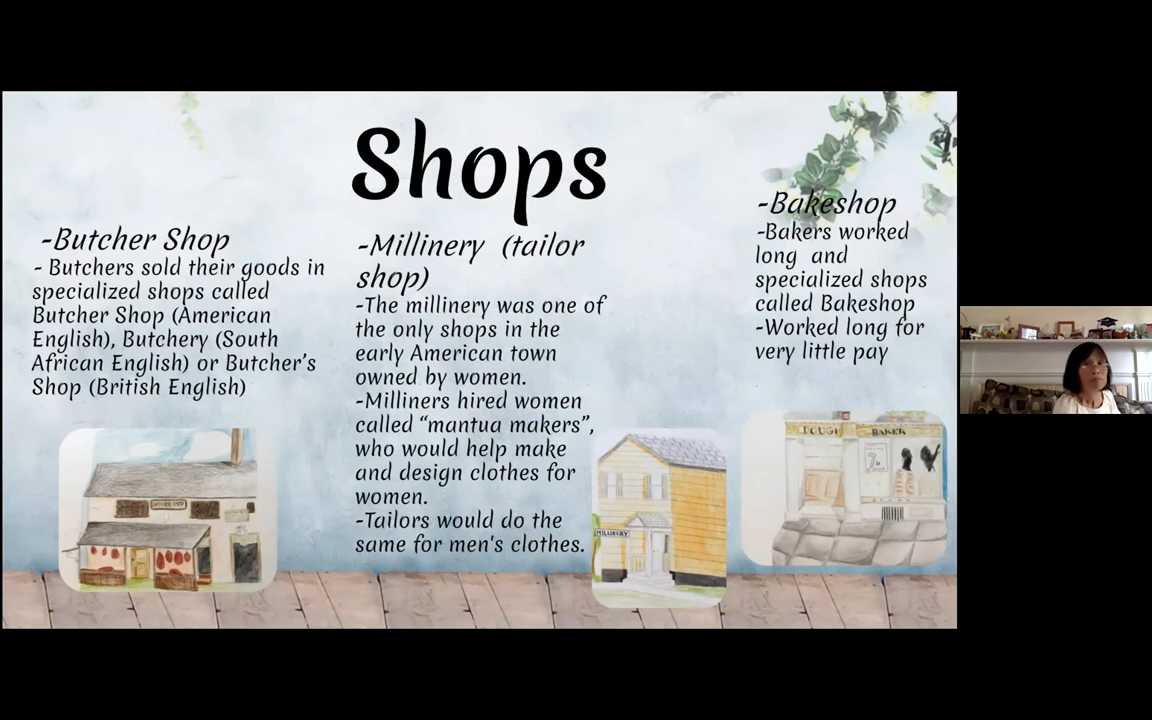 Shops
-Butcher Shop
- Butchers sold their goods in
specialized shops called
Butcher Shop (American
English), Butchery (South
African English) or Butcher's
Shop (British English)
-Millinery (tailor
shop)
-The millinery was one of
the only shops in the
early American town
owned by women.
-Milliners hired women
called “mantua makers”,
who would help make
and design clothes for
women.
-Tailors would do the
same for men's clothes.
-Bakeshop
-Bakers worked
long and
specialized shops
called Bakeshop
-Worked long for
very little pay
MILLINERY
DOUGH BAKER